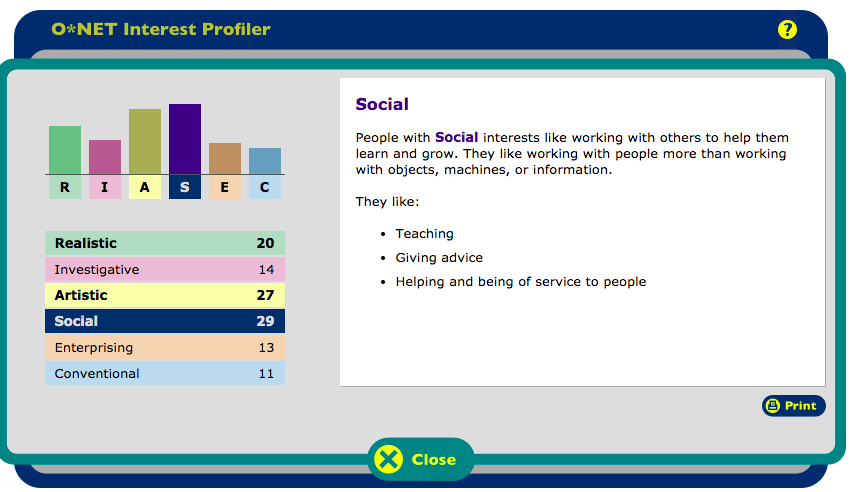 O*NET Interest Profiler
?
R I A S E C
Realistic 20
Investigative 14
Artistic 27
Social 29
Enterprising 13
Conventional 11
Social
People with Social interests like working with others to help them
learn and grow. They like working with people more than working
with objects, machines, or information.
They like:
• Teaching
• Giving advice
• Helping and being of service to people
Print
Close